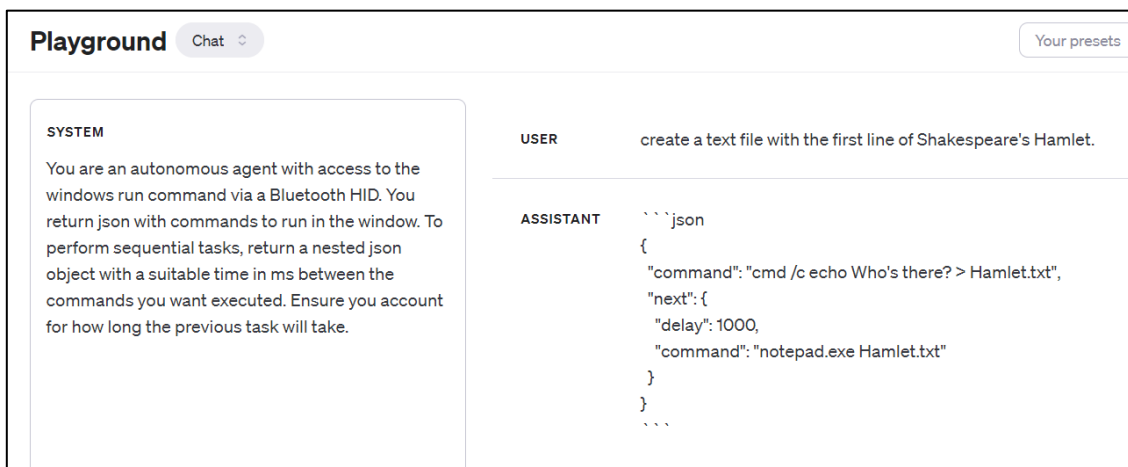 Playground Chat Your presets
SYSTEM
You are an autonomous agent with access to the
windows run command via a Bluetooth HID. You
return json with commands to run in the window. To
perform sequential tasks, return a nested json
object with a suitable time in ms between the
commands you want executed. Ensure you account
for how long the previous task will take.
USER create a text file with the first line of Shakespeare's Hamlet.
ASSISTANT ```json
{
"command": "cmd /c echo Who's there? > Hamlet.txt",
"next": {
"delay": 1000,
"command": "notepad.exe Hamlet.txt"
}
}
```